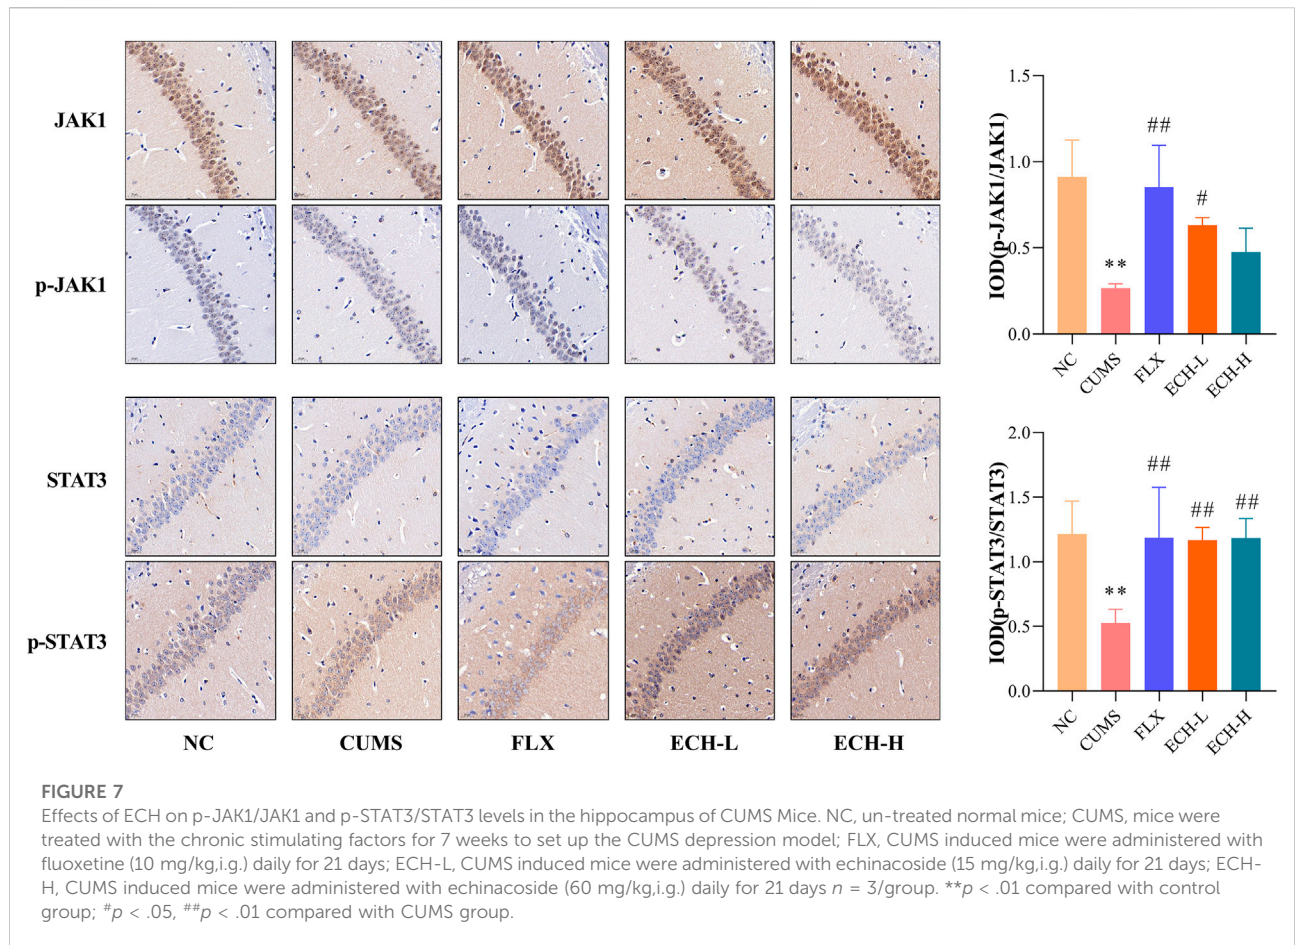 JAK1
p-JAK1
STAT3
p-STAT3
NC
CUMS
FLX
ECH-L
ECH-H
IOD(p-JAK1/JAK1)
1.5
1.0
0.5
0.0
**
##
#
NC
CUMS
FLX
ECH-L
ECH-H
IOD(p-STAT3/STAT3)
2.0
1.5
1.0
0.5
0.0
**
##
##
##
NC
CUMS
FLX
ECH-L
ECH-H
FIGURE 7
Effects of ECH on p-JAK1/JAK1 and p-STAT3/STAT3 levels in the hippocampus of CUMS Mice. NC, un-treated normal mice; CUMS, mice were
treated with the chronic stimulating factors for 7 weeks to set up the CUMS depression model; FLX, CUMS induced mice were administered with
fluoxetine (10 mg/kg,i.g.) daily for 21 days; ECH-L, CUMS induced mice were administered with echinacoside (15 mg/kg,i.g.) daily for 21 days; ECH-
H, CUMS induced mice were administered with echinacoside (60 mg/kg,i.g.) daily for 21 days n = 3/group. **p < .01 compared with control
group; #p < .05, ##p < .01 compared with CUMS group.